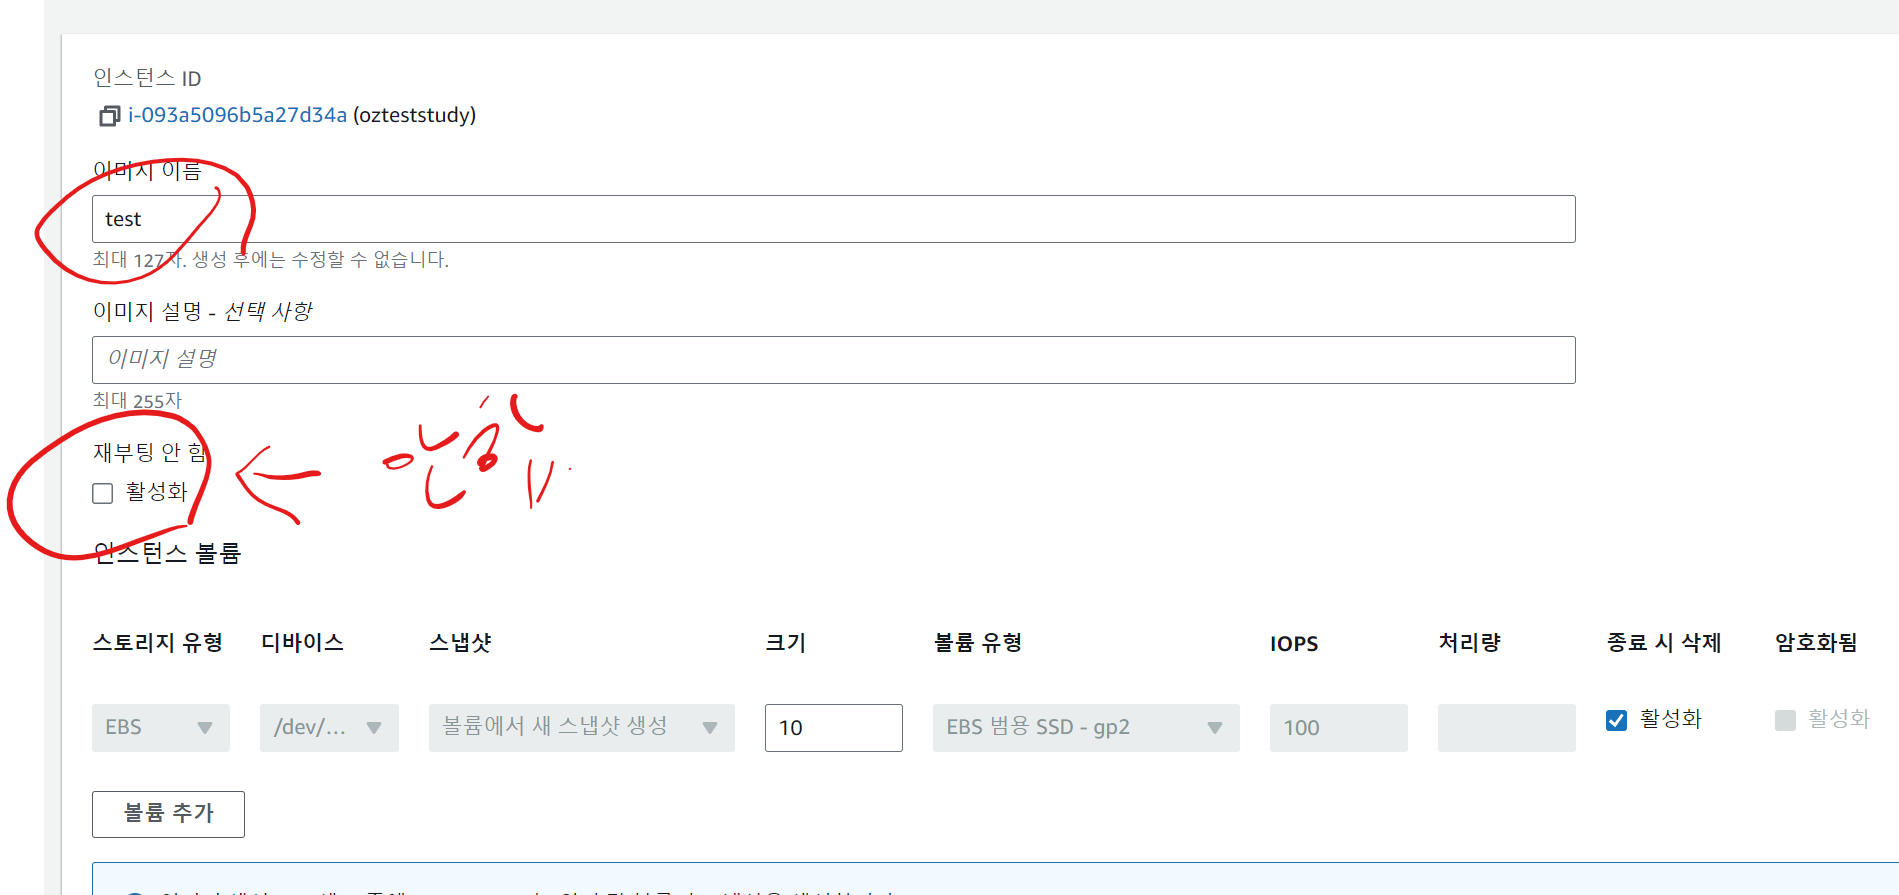 인스턴스 ID
i-093a5096b5a27d34a (ozteststudy)
이미지 이름
test
최대 127자. 생성 후에는 수정할 수 없습니다.
이미지 설명 - 선택 사항
이미지 설명
최대 255자
재부팅 안 함
활성화
인스턴스 볼륨
스토리지 유형 디바이스 스냅샷 크기 볼륨 유형 IOPS 처리량 종료 시 삭제 암호화됨
EBS /dev/... 볼륨에서 새 스냅샷 생성 10 EBS 범용 SSD - gp2 100 활성화 활성화
볼륨 추가